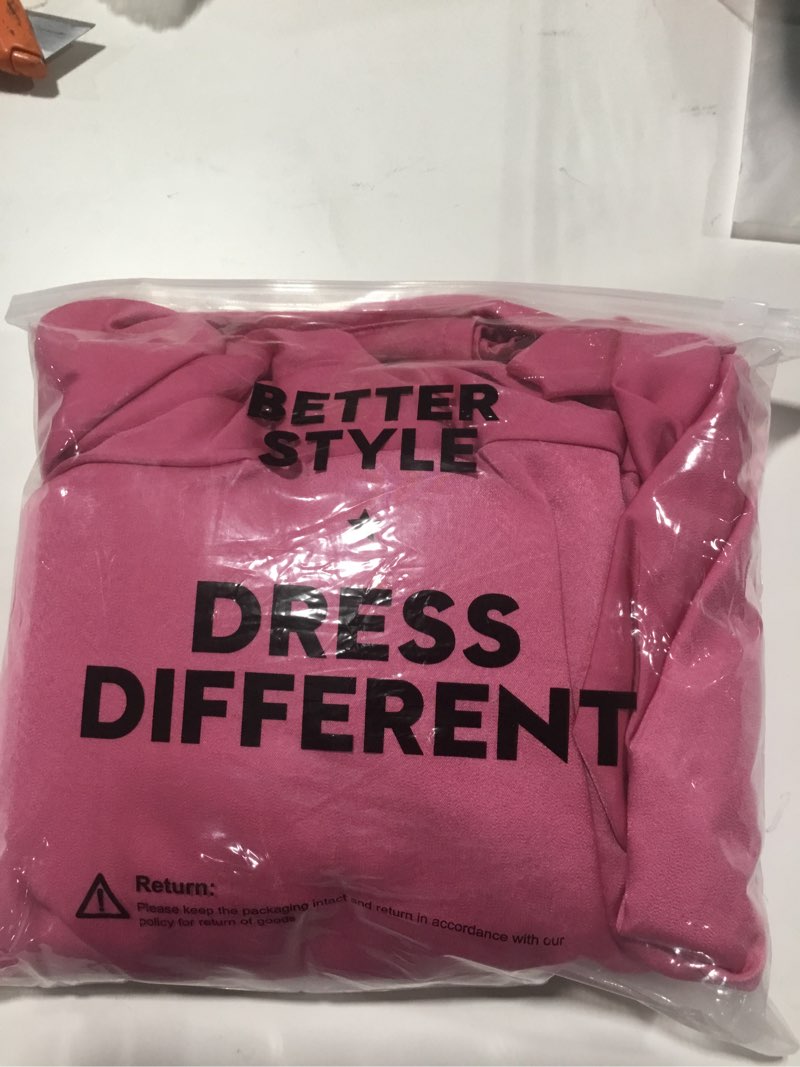 BETTER
STYLE
DRESS
DIFFERENT
Return:
Please keep the packaging intact and return in accordance with our
policy for return of goods